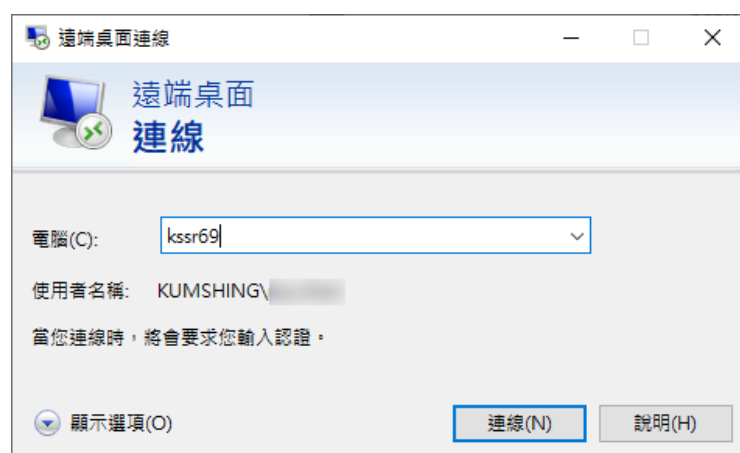 遠端桌面連線
遠端桌面
連線
電腦(C): kssr69
使用者名稱: KUMSHING\
當您連線時，將會要求您輸入認證。
顯示選項(O) 連線(N) 說明(H)